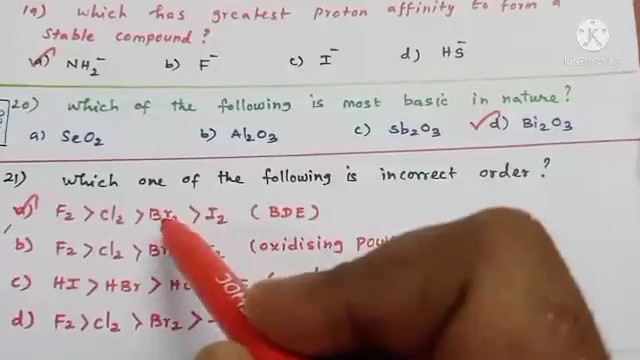 19) which has greatest proton affinity to form a
stable compound?
a) NH₂⁻ b) F⁻ c) I⁻ d) HS⁻
20) which of the following is most basic in nature?
a) SeO₂ b) Al₂O₃ c) Sb₂O₃ d) Bi₂O₃
21) which one of the following is incorrect order?
a) F₂ > Cl₂ > Br₂ > I₂ (BDE)
b) F₂ > Cl₂ > (oxidising
c) HI > HBr >
d) F₂ > Cl₂ > Br₂ >
KINEMASTER